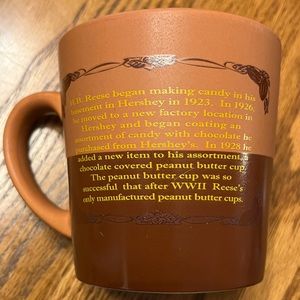 H.B. Reese began making candy in his
basement in Hershey in 1923. In 1926,
he moved to a new factory location in
Hershey and began coating an
assortment of candy with chocolate he
purchased from Hershey's. In 1928 he
added a new item to his assortment, a
chocolate covered peanut butter cup.
The peanut butter cup was so
successful that after WWII Reese's
only manufactured peanut butter cups.